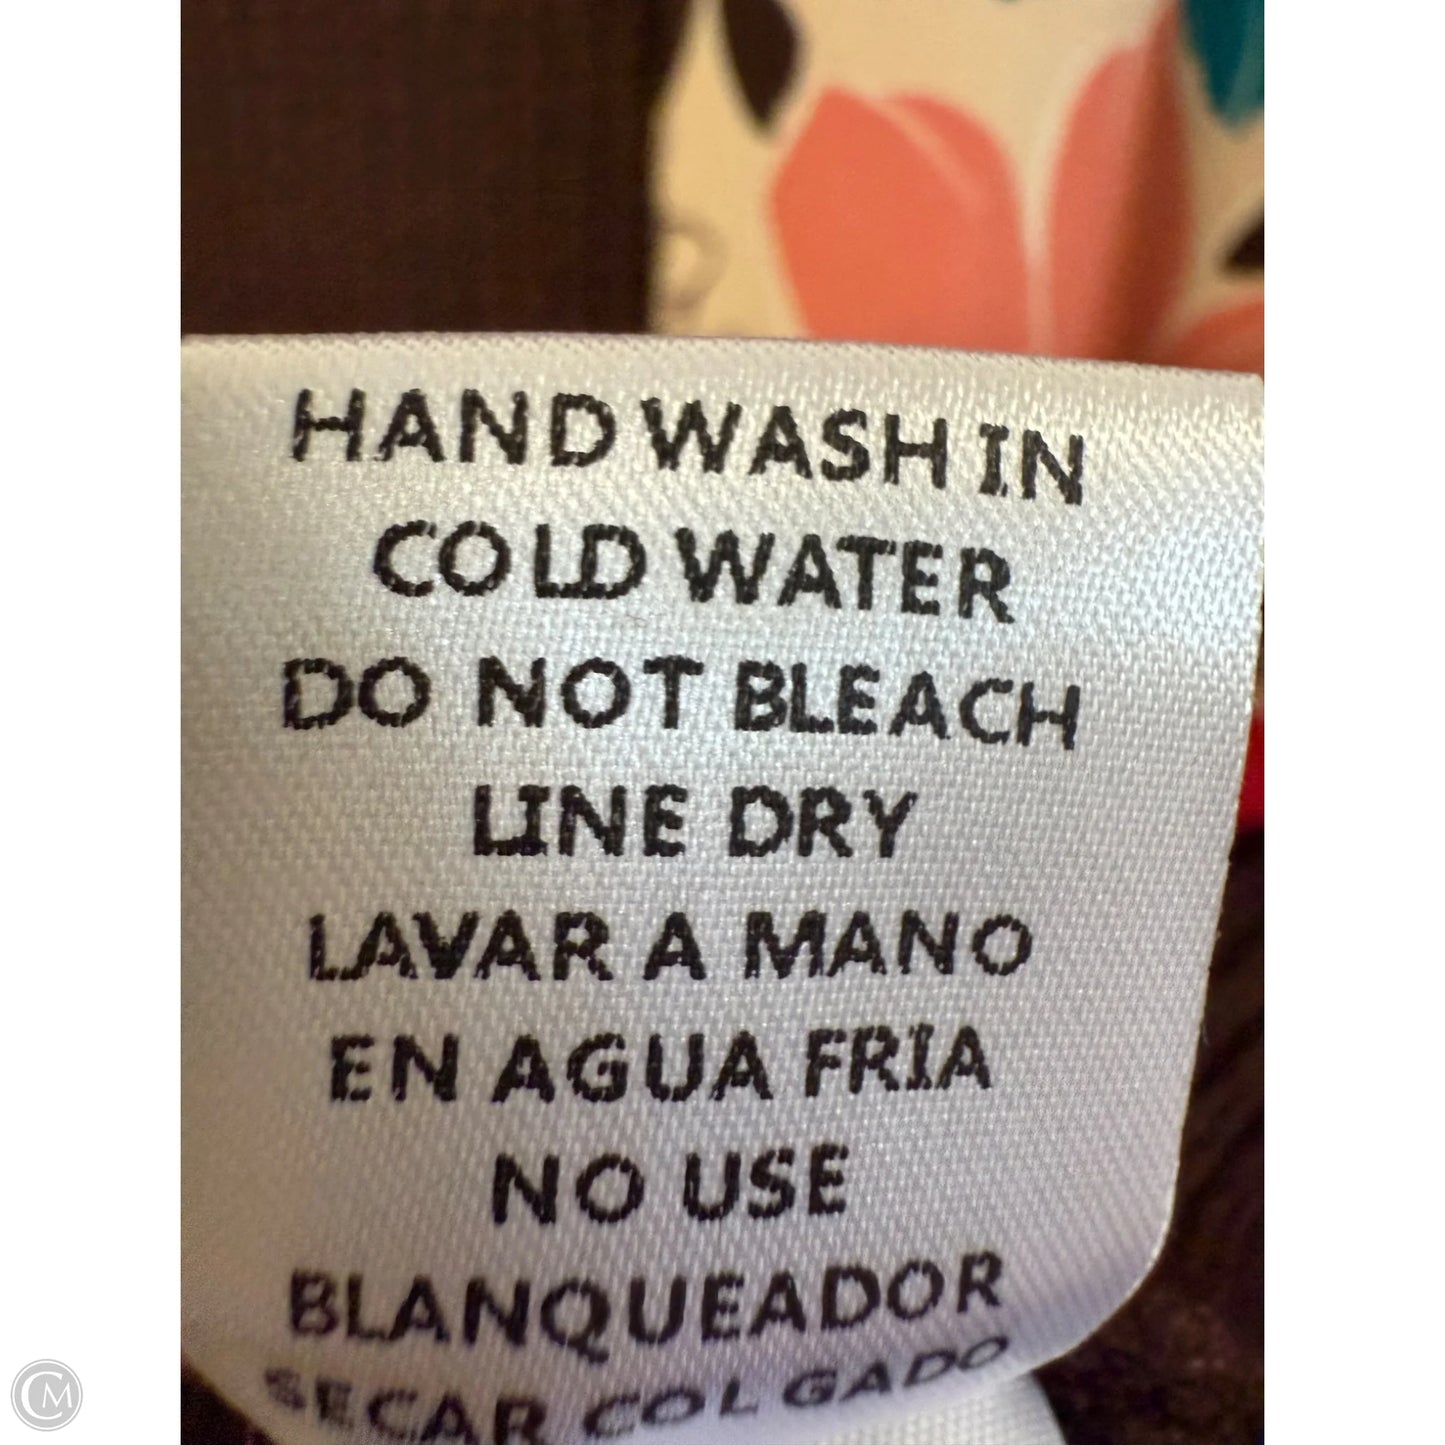 HAND WASH IN
COLD WATER
DO NOT BLEACH
LINE DRY
LAVAR A MANO
EN AGUA FRIA
NO USE
BLANQUEADOR
SECAR COLGADO
CM